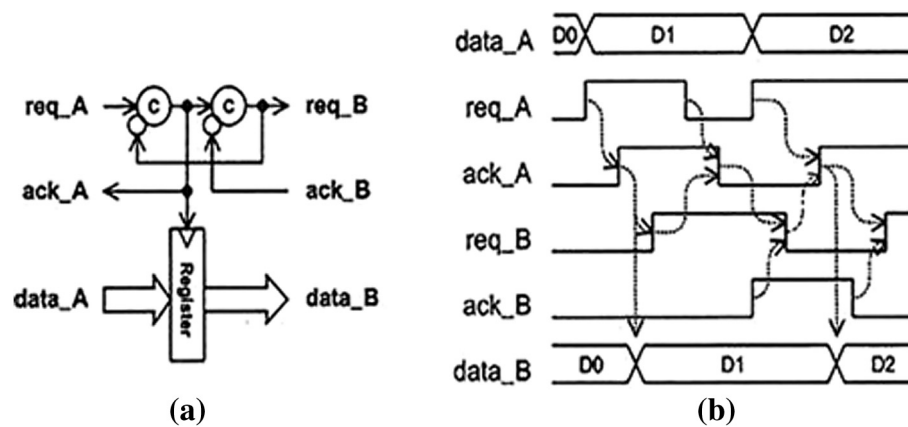 req_A
C
C
req_B
ack_A
ack_B
Register
data_A
data_B
(a)
data_A
D0
D1
D2
req_A
ack_A
req_B
ack_B
data_B
D0
D1
D2
(b)